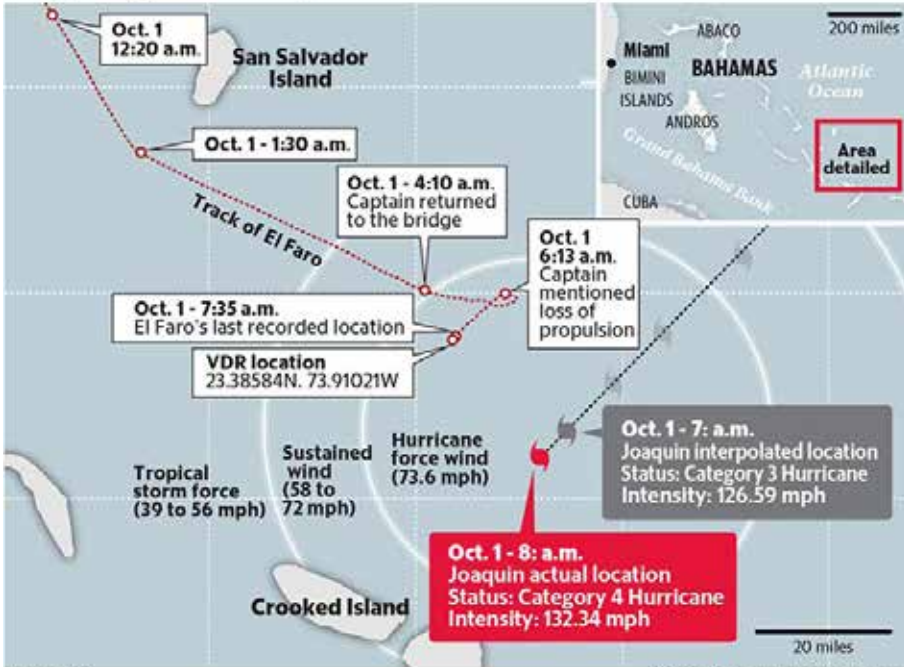 Oct. 1
12:20 a.m.
San Salvador
Island
200 miles
ABACO
Miami
BIMINI
ISLANDS
BAHAMAS
Atlantic
Ocean
ANDROS
Grand Bahama Bank
Area
detailed
CUBA
Oct. 1 - 1:30 a.m.
Track of El Faro
Oct. 1 - 4:10 a.m.
Captain returned
to the bridge
Oct. 1
6:13 a.m.
Captain
mentioned
loss of
propulsion
Oct. 1 - 7:35 a.m.
El Faro's last recorded location
VDR location
23.38584N. 73.91021W
Tropical
storm force
(39 to 56 mph)
Sustained
wind
(58 to
72 mph)
Hurricane
force wind
(73.6 mph)
Oct. 1 - 7: a.m.
Joaquin interpolated location
Status: Category 3 Hurricane
Intensity: 126.59 mph
Oct. 1 - 8: a.m.
Joaquin actual location
Status: Category 4 Hurricane
Intensity: 132.34 mph
Crooked Island
20 miles